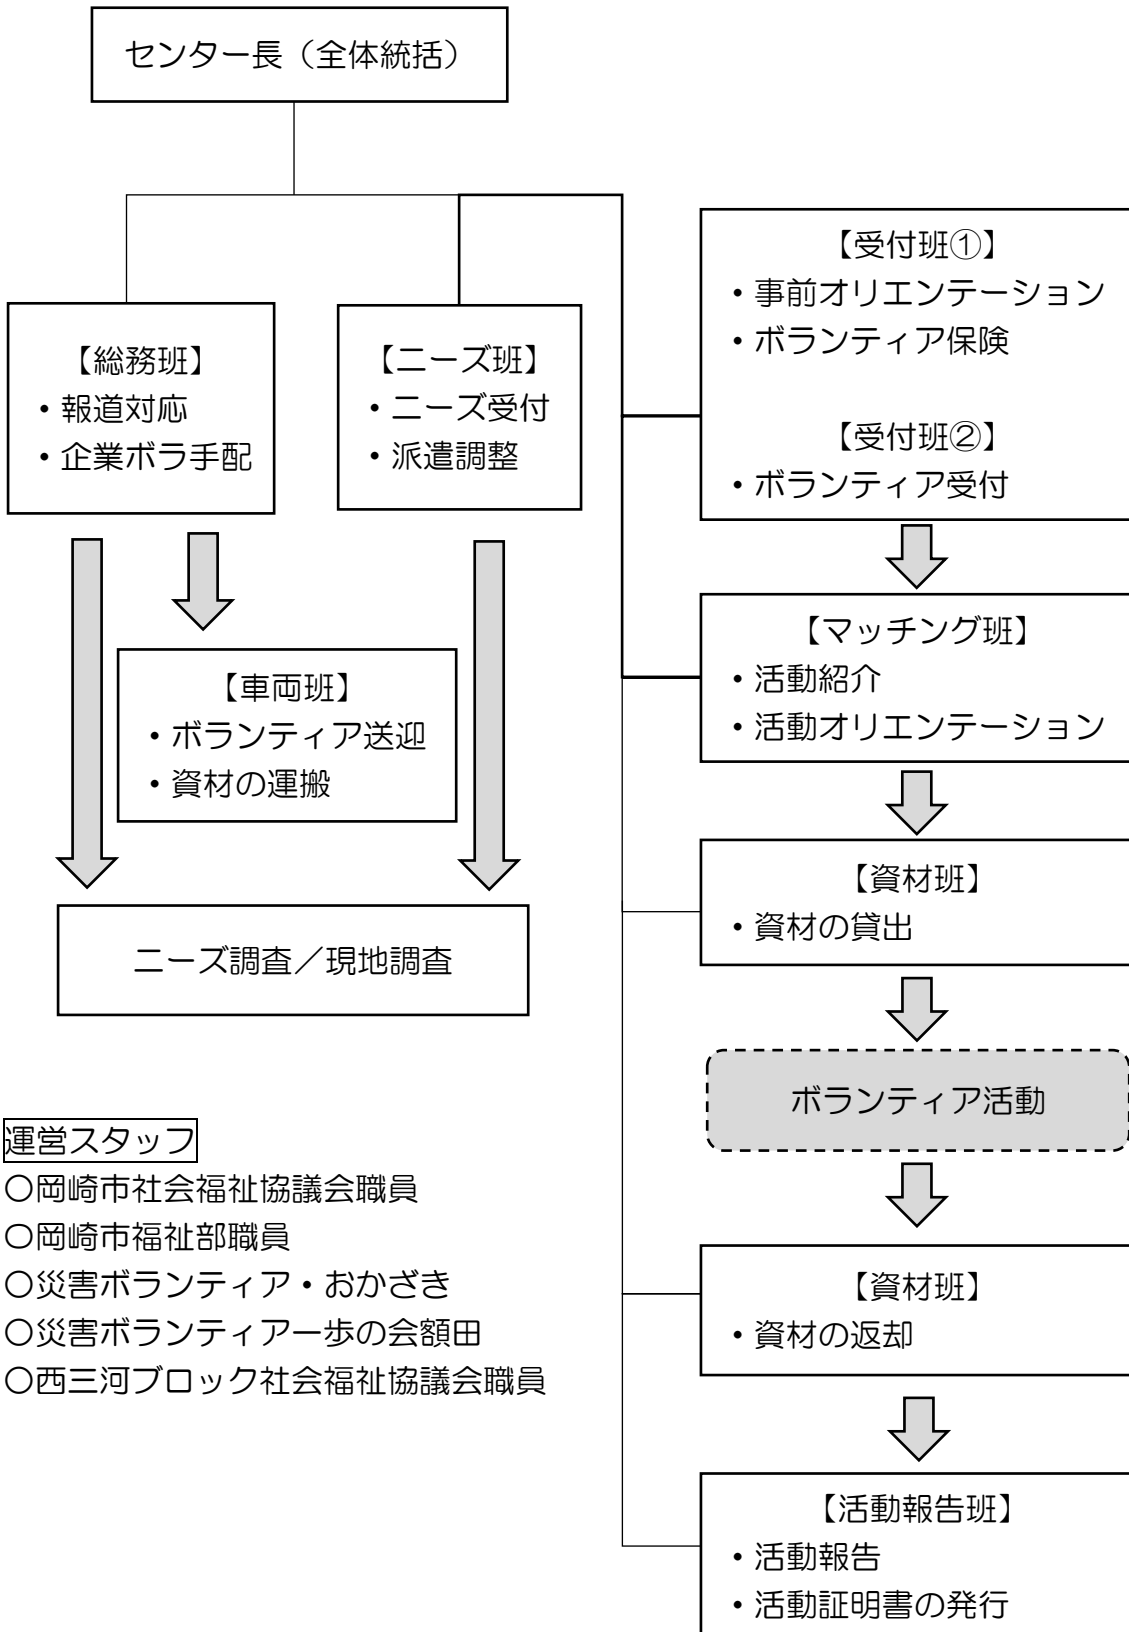 センター長（全体統括）
【総務班】
・報道対応
・企業ボラ手配
【ニーズ班】
・ニーズ受付
・派遣調整
【車両班】
・ボランティア送迎
・資材の運搬
ニーズ調査／現地調査
【受付班①】
・事前オリエンテーション
・ボランティア保険
【受付班②】
・ボランティア受付
【マッチング班】
・活動紹介
・活動オリエンテーション
【資材班】
・資材の貸出
ボランティア活動
【資材班】
・資材の返却
【活動報告班】
・活動報告
・活動証明書の発行
運営スタッフ
〇岡崎市社会福祉協議会職員
〇岡崎市福祉部職員
〇災害ボランティア・おかざき
〇災害ボランティア一歩の会額田
〇西三河ブロック社会福祉協議会職員